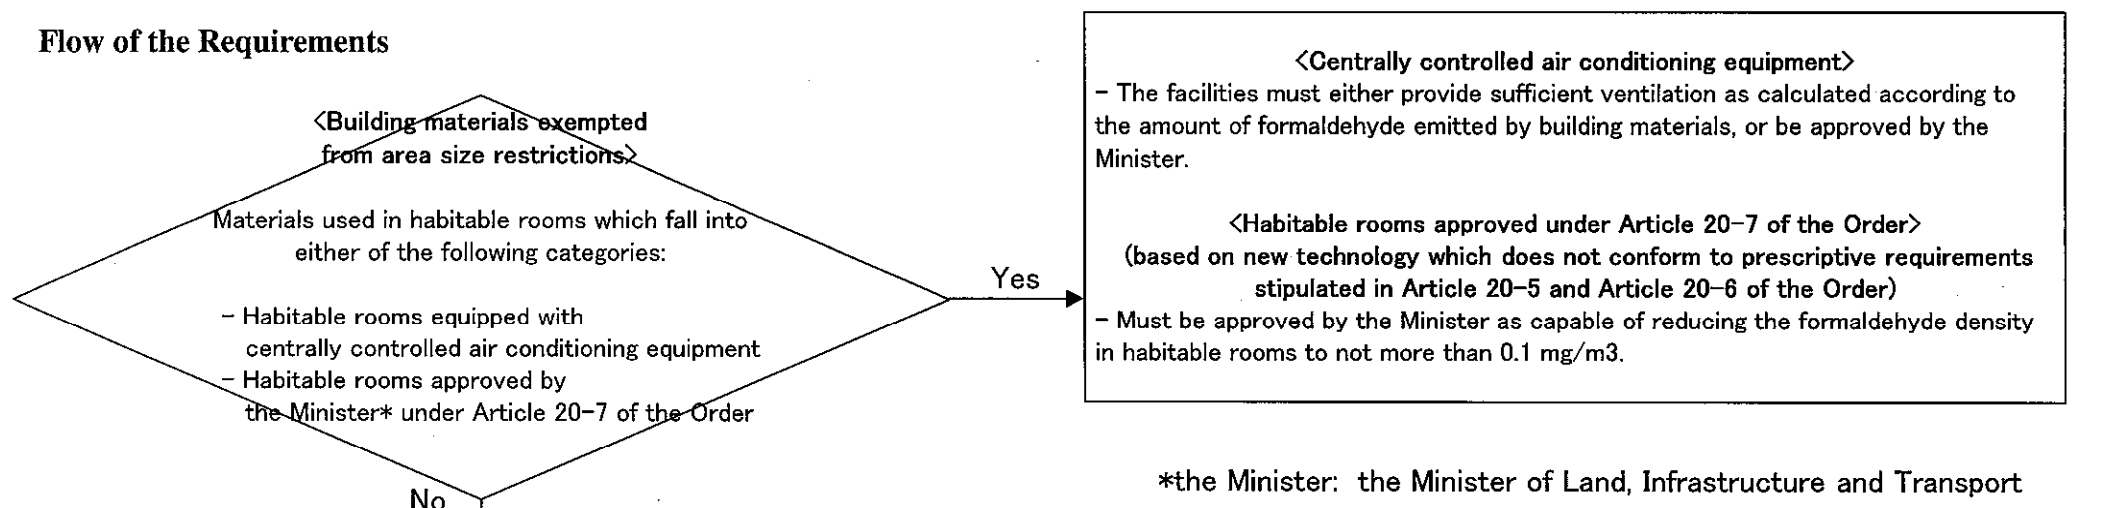 Flow of the Requirements
<Building materials exempted
from area size restrictions>
Materials used in habitable rooms which fall into
either of the following categories:
- Habitable rooms equipped with
centrally controlled air conditioning equipment
- Habitable rooms approved by
the Minister* under Article 20-7 of the Order
Yes
No
<Centrally controlled air conditioning equipment>
- The facilities must either provide sufficient ventilation as calculated according to
the amount of formaldehyde emitted by building materials, or be approved by the
Minister.
<Habitable rooms approved under Article 20-7 of the Order>
(based on new technology which does not conform to prescriptive requirements
stipulated in Article 20-5 and Article 20-6 of the Order)
- Must be approved by the Minister as capable of reducing the formaldehyde density
in habitable rooms to not more than 0.1 mg/m3.
*the Minister: the Minister of Land, Infrastructure and Transport